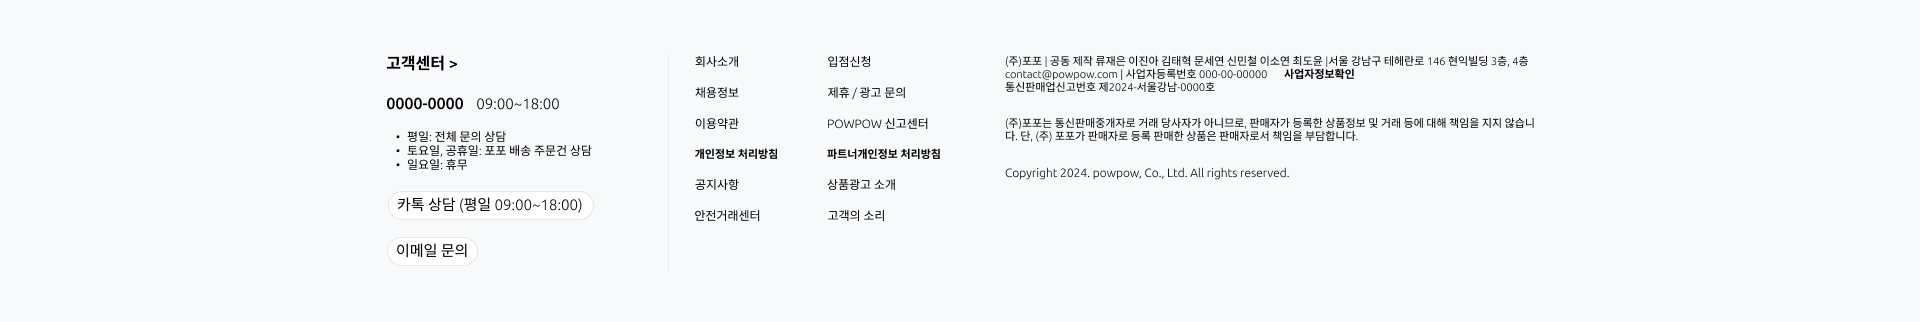 고객센터 >
0000-0000 09:00~18:00
• 평일: 전체 문의 상담
• 토요일, 공휴일: 포포 배송 주문건 상담
• 일요일: 휴무
카톡 상담 (평일 09:00~18:00)
이메일 문의
회사소개
채용정보
이용약관
개인정보 처리방침
공지사항
안전거래센터
입점신청
제휴 / 광고 문의
POWPOW 신고센터
파트너개인정보 처리방침
상품광고 소개
고객의 소리
(주)포포 | 공동 제작 류재은 이진아 김태혁 문세연 신민철 이소연 최도윤 |서울 강남구 테헤란로 146 현익빌딩 3층, 4층
contact@powpow.com | 사업자등록번호 000-00-00000 사업자정보확인
통신판매업신고번호 제2024-서울강남-0000호
(주)포포는 통신판매중개자로 거래 당사자가 아니므로, 판매자가 등록한 상품정보 및 거래 등에 대해 책임을 지지 않습니
다. 단, (주) 포포가 판매자로 등록 판매한 상품은 판매자로서 책임을 부담합니다.
Copyright 2024. powpow, Co., Ltd. All rights reserved.